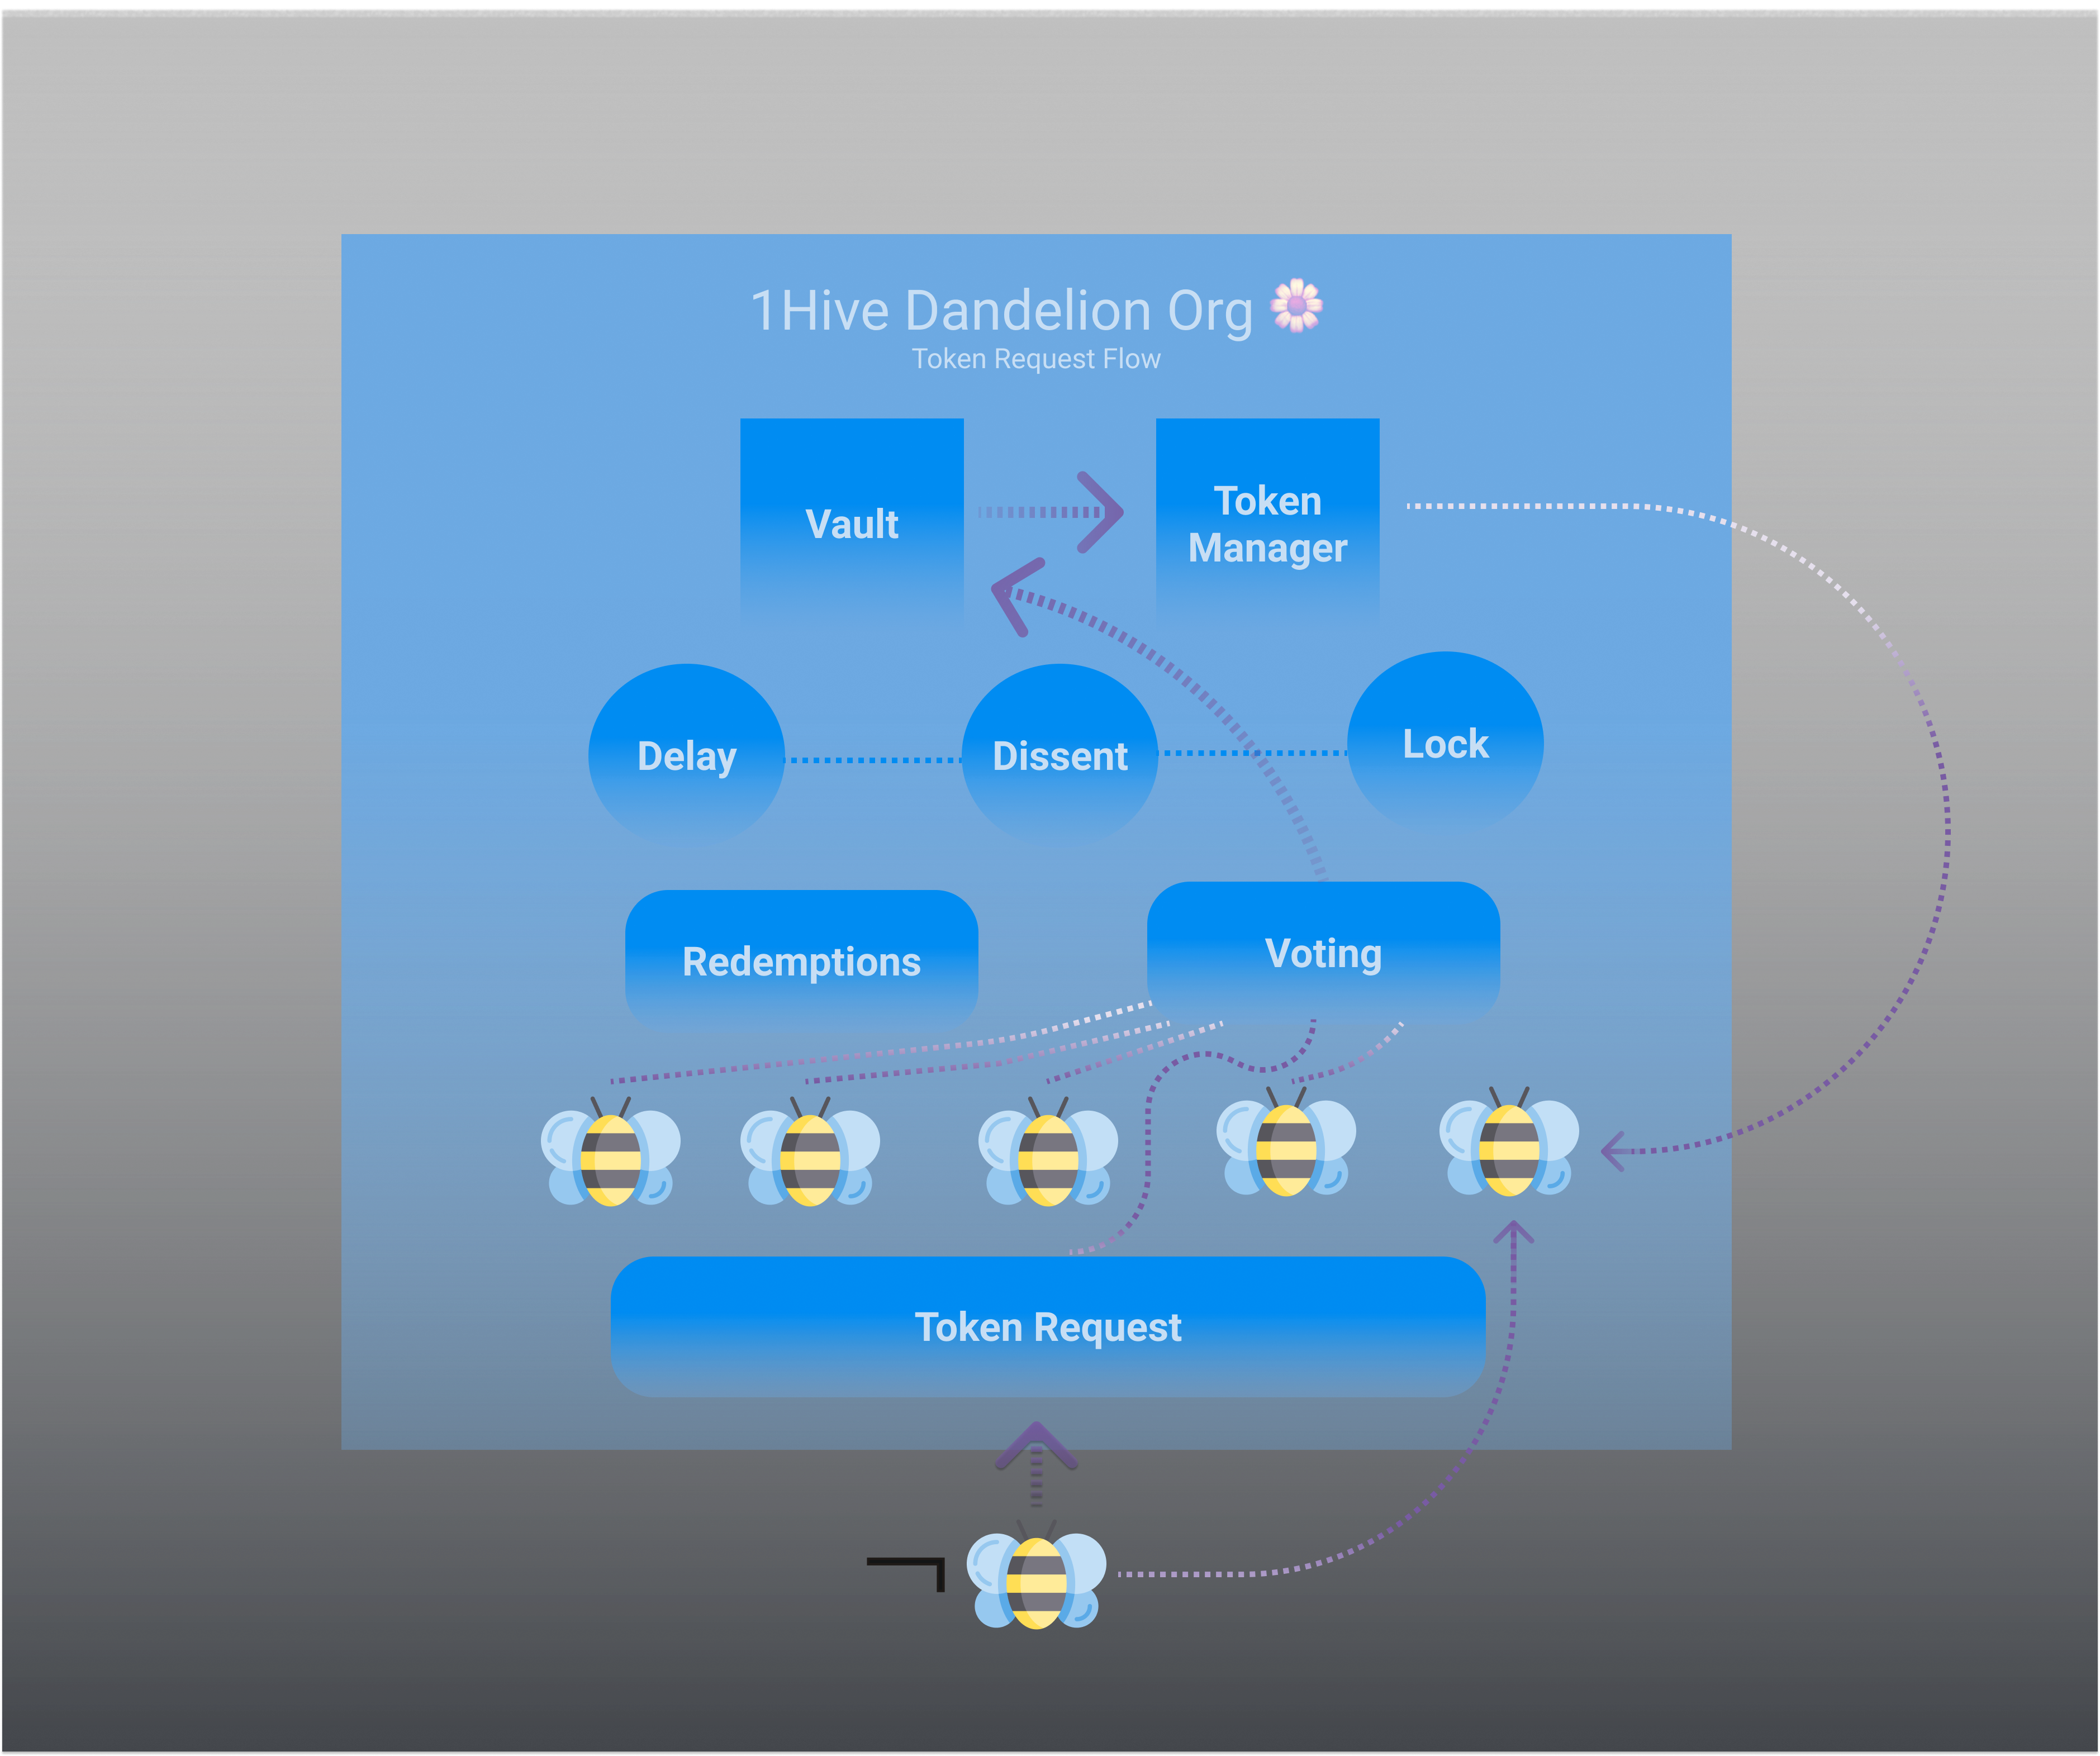 1Hive Dandelion Org
Token Request Flow
Vault
Token
Manager
Delay
Dissent
Lock
Redemptions
Voting
Token Request